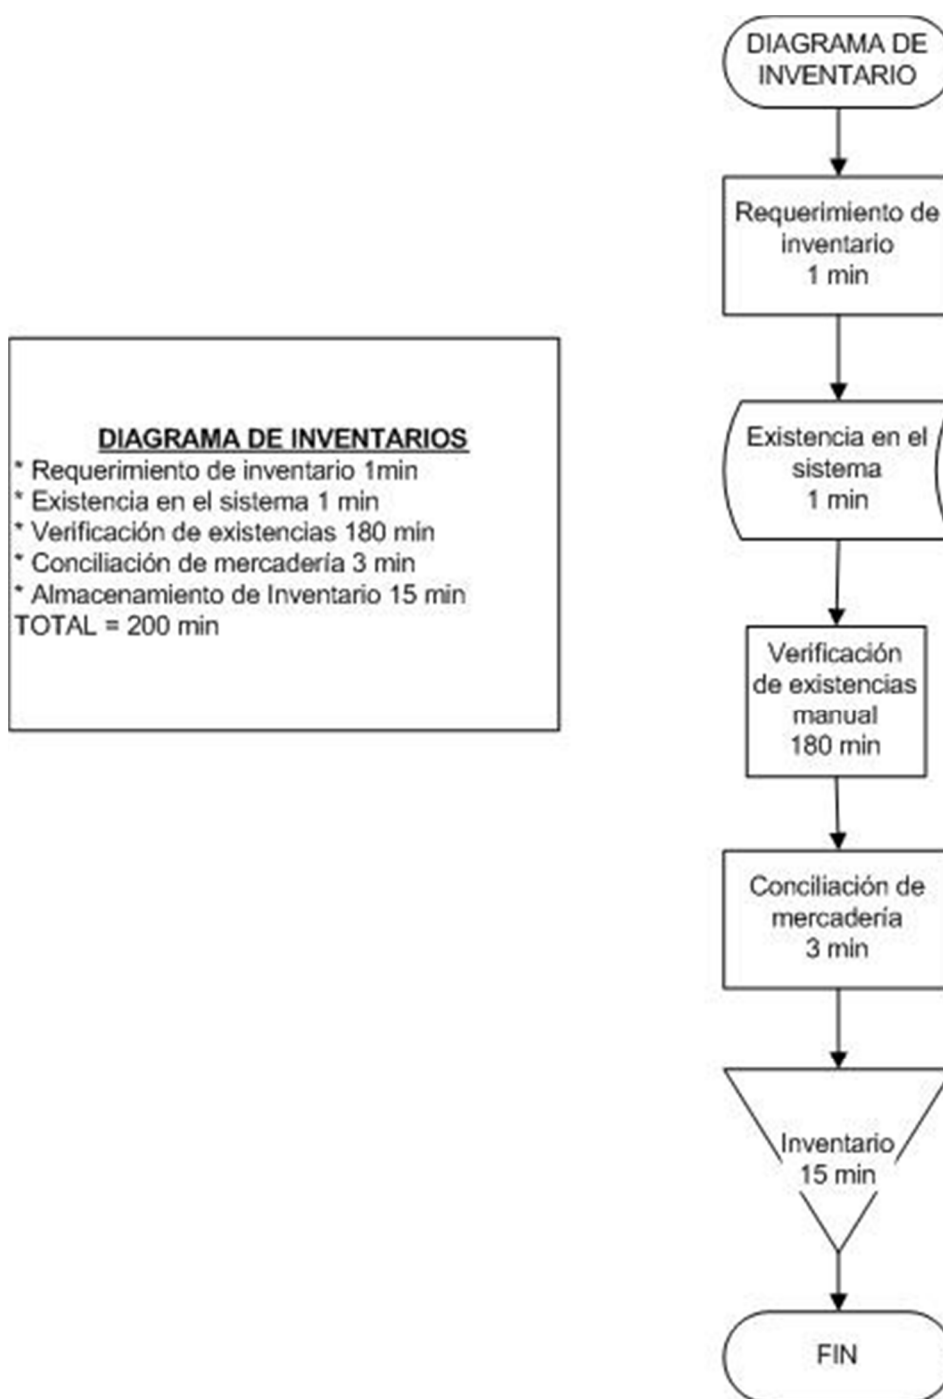 DIAGRAMA DE INVENTARIOS
* Requerimiento de inventario 1min
* Existencia en el sistema 1 min
* Verificación de existencias 180 min
* Conciliación de mercadería 3 min
* Almacenamiento de Inventario 15 min
TOTAL = 200 min
DIAGRAMA DE
INVENTARIO
Requerimiento de
inventario
1 min
Existencia en el
sistema
1 min
Verificación
de existencias
manual
180 min
Conciliación de
mercadería
3 min
Inventario
15 min
FIN